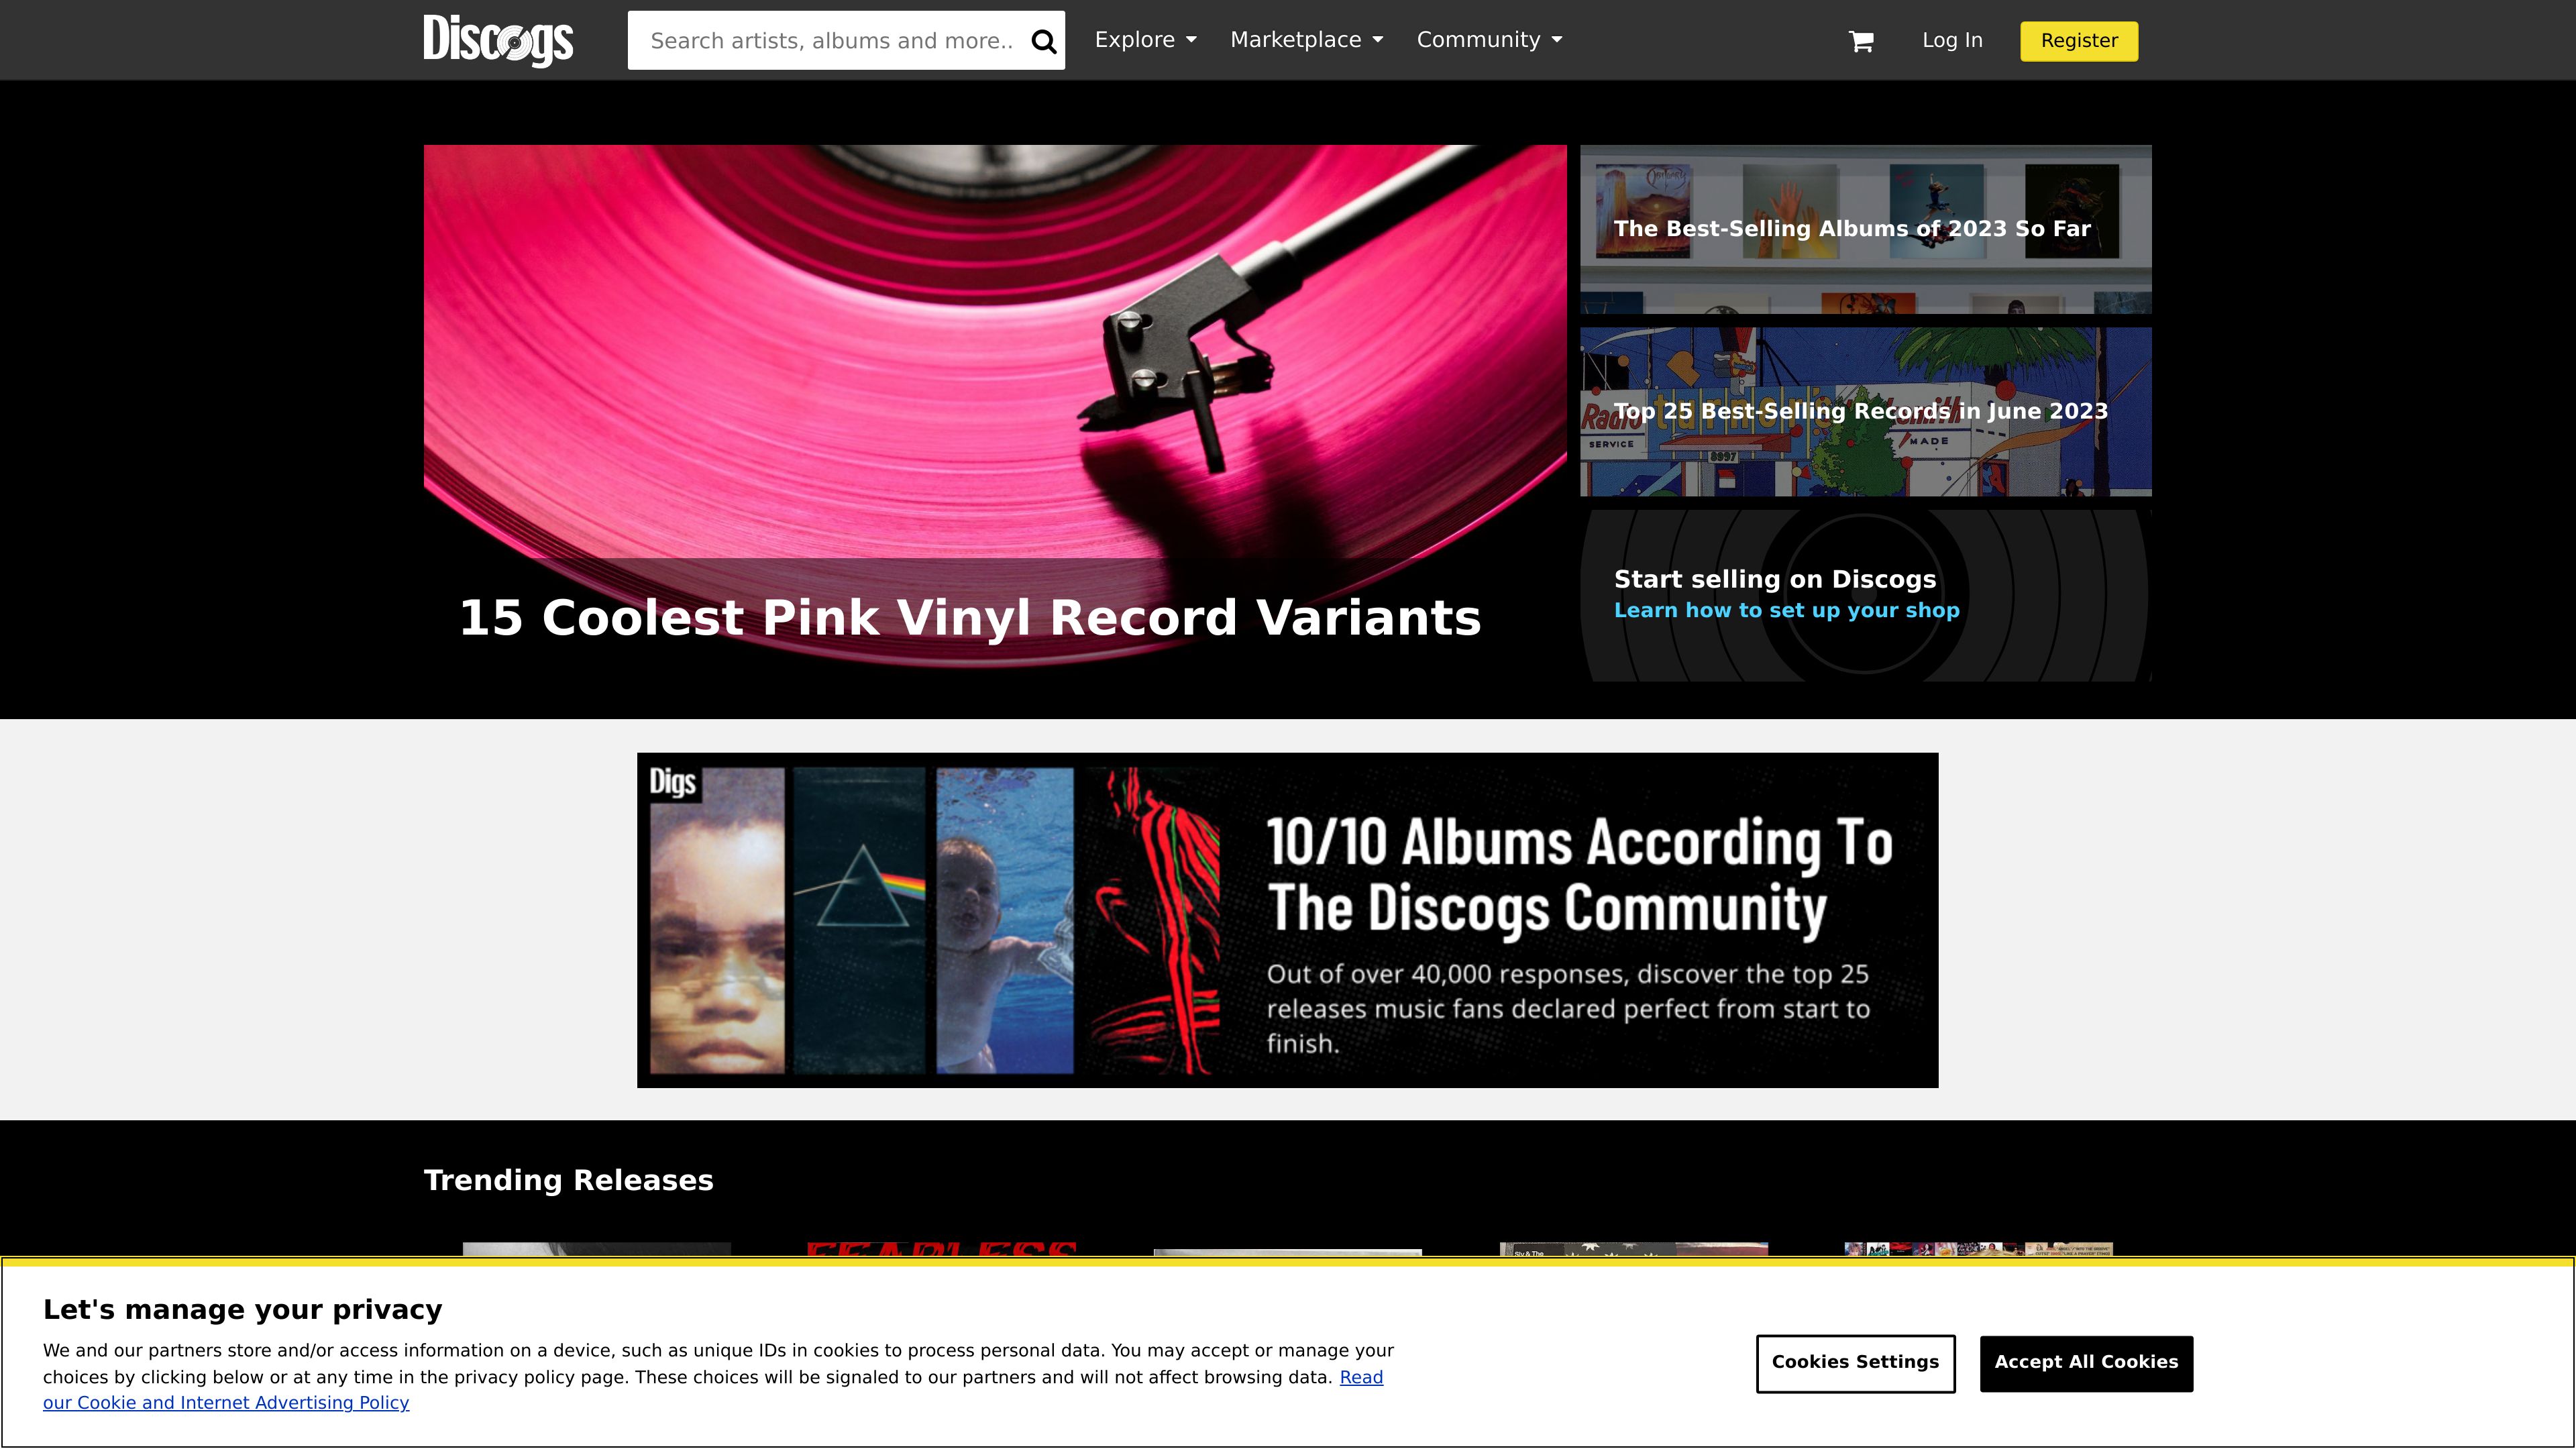 Discogs
Search artists, albums and more..
Explore
Marketplace
Community
Log In
Register
15 Coolest Pink Vinyl Record Variants
The Best-Selling Albums of 2023 So Far
Top 25 Best-Selling Records in June 2023
Radio
SERVICE
MADE
8997
Start selling on Discogs
Learn how to set up your shop
Digs
10/10 Albums According To
The Discogs Community
Out of over 40,000 responses, discover the top 25
releases music fans declared perfect from start to
finish.
Trending Releases
FEARLESS
Sly & The
Let's manage your privacy
We and our partners store and/or access information on a device, such as unique IDs in cookies to process personal data. You may accept or manage your
choices by clicking below or at any time in the privacy policy page. These choices will be signaled to our partners and will not affect browsing data. Read
our Cookie and Internet Advertising Policy
Cookies Settings
Accept All Cookies